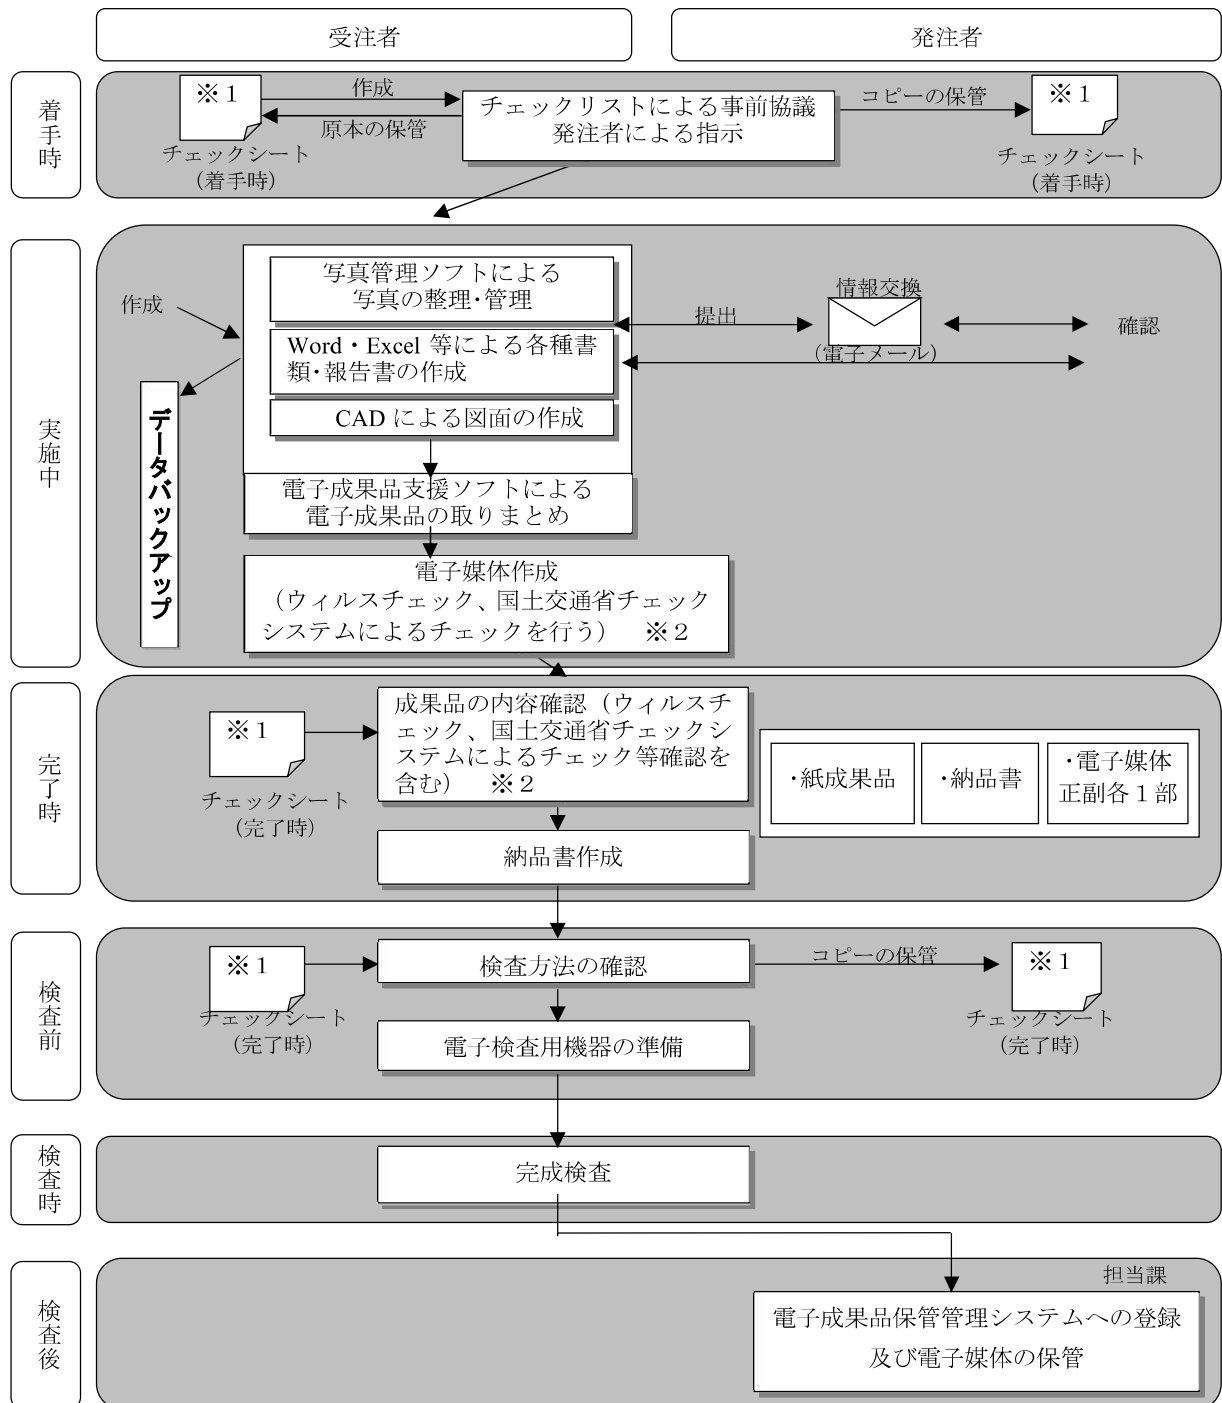 受注者
発注者
着手時
※1
作成
原本の保管
チェックシート
(着手時)
チェックリストによる事前協議
発注者による指示
コピーの保管
※1
チェックシート
(着手時)
実施中
作成
データバックアップ
写真管理ソフトによる
写真の整理・管理
Word・Excel 等による各種書
類・報告書の作成
CAD による図面の作成
提出
情報交換
(電子メール)
確認
電子成果品支援ソフトによる
電子成果品の取りまとめ
電子媒体作成
(ウィルスチェック、国土交通省チェック
システムによるチェックを行う) ※2
完了時
※1
チェックシート
(完了時)
成果品の内容確認(ウィルスチ
ェック、国土交通省チェックシ
ステムによるチェック等確認を
含む) ※2
・紙成果品
・納品書
・電子媒体
正副各1部
納品書作成
検査前
※1
チェックシート
(完了時)
検査方法の確認
コピーの保管
※1
チェックシート
(完了時)
電子検査用機器の準備
検査時
完成検査
検査後
担当課
電子成果品保管管理システムへの登録
及び電子媒体の保管